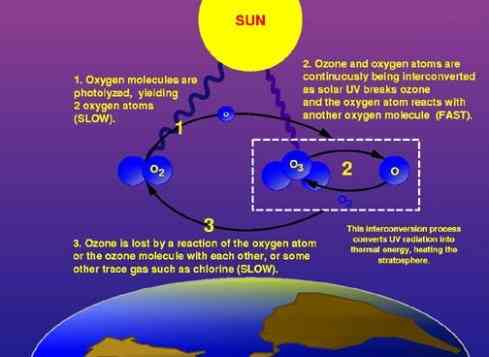 SUN
1. Oxygen molecules are
photolyzed, yielding
2 oxygen atoms
(SLOW).
2. Ozone and oxygen atoms are
continuously being interconverted
as solar UV breaks ozone
and the oxygen atom reacts with
another oxygen molecule (FAST).
1
O
O2
O3
2
O
O2
3
This interconversion process
converts UV radiation into
thermal energy, heating the
stratosphere.
3. Ozone is lost by a reaction of the oxygen atom
or the ozone molecule with each other, or some
other trace gas such as chlorine (SLOW).